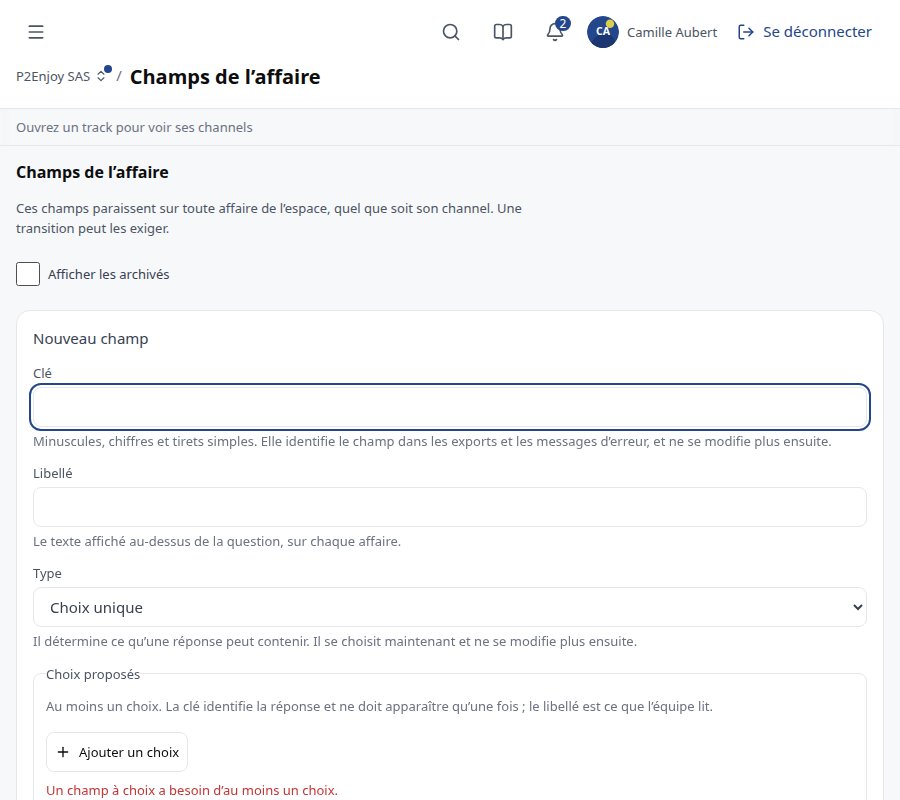 2
CA
Camille Aubert
Se déconnecter
P2Enjoy SAS / Champs de l’affaire
Ouvrez un track pour voir ses channels
Champs de l’affaire
Ces champs paraissent sur toute affaire de l’espace, quel que soit son channel. Une
transition peut les exiger.
Afficher les archivés
Nouveau champ
Clé
Minuscules, chiffres et tirets simples. Elle identifie le champ dans les exports et les messages d’erreur, et ne se modifie plus ensuite.
Libellé
Le texte affiché au-dessus de la question, sur chaque affaire.
Type
Choix unique
Il détermine ce qu’une réponse peut contenir. Il se choisit maintenant et ne se modifie plus ensuite.
Choix proposés
Au moins un choix. La clé identifie la réponse et ne doit apparaître qu’une fois ; le libellé est ce que l’équipe lit.
Ajouter un choix
Un champ à choix a besoin d’au moins un choix.